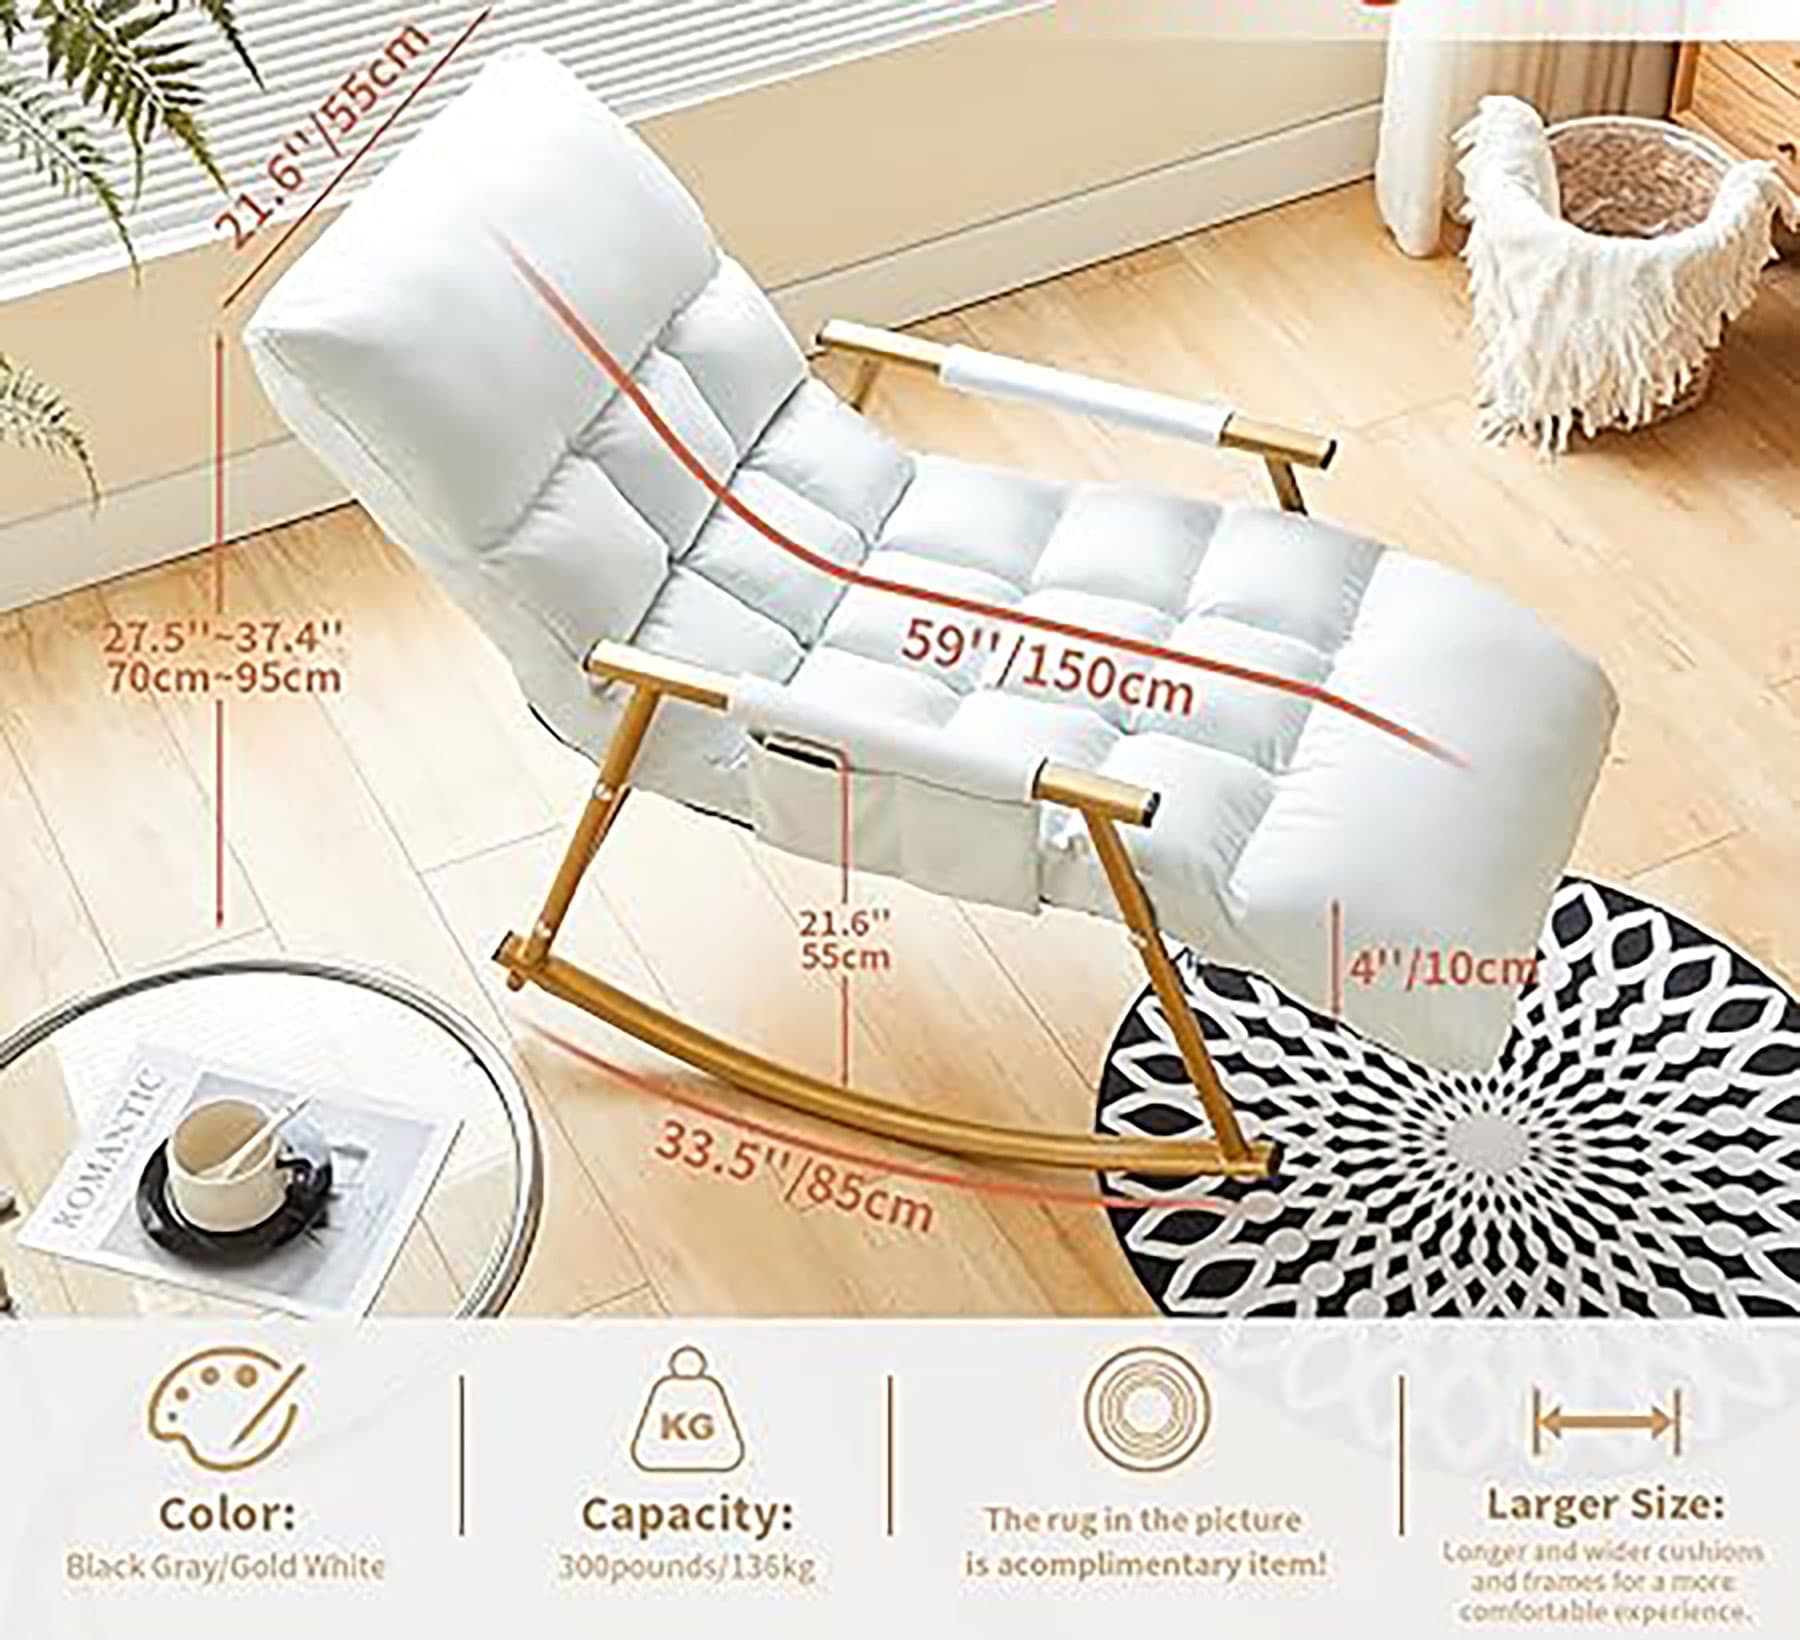 21.6''/55cm
27.5''~37.4''
70cm~95cm
59''/150cm
21.6''
55cm
4''/10cm
33.5''/85cm
ROMANTIC
KG
Color:
Black Gray/Gold White
Capacity:
300pounds/136kg
The rug in the picture
is acomplimentary item!
Larger Size:
Longer and wider cushions
and frames for a more
comfortable experience.